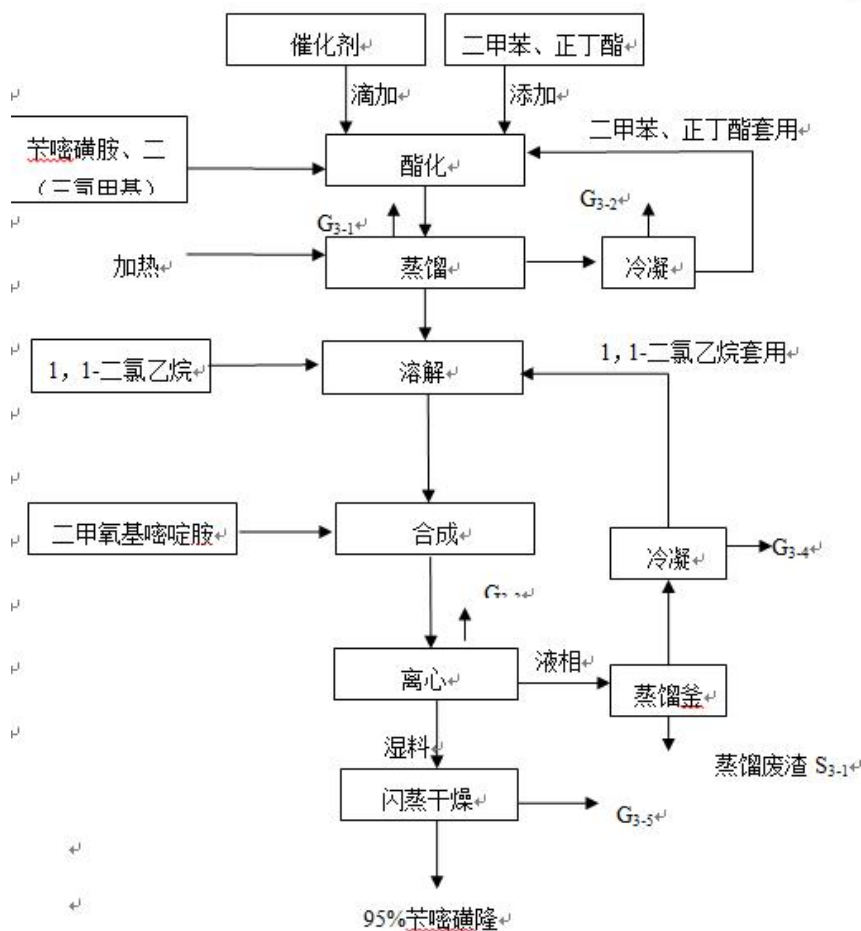 催化剂
二甲苯、正丁酯
滴加
添加
二甲苯、正丁酯套用
苄嘧磺胺、二
（三氯甲基）
酯化
G3-1
G3-2
加热
蒸馏
冷凝
1，1-二氯乙烷
溶解
1，1-二氯乙烷套用
二甲氧基嘧啶胺
合成
冷凝
G3-4
离心
液相
蒸馏釜
湿料
蒸馏废渣 S3-1
闪蒸干燥
G3-5
95%苄嘧磺隆